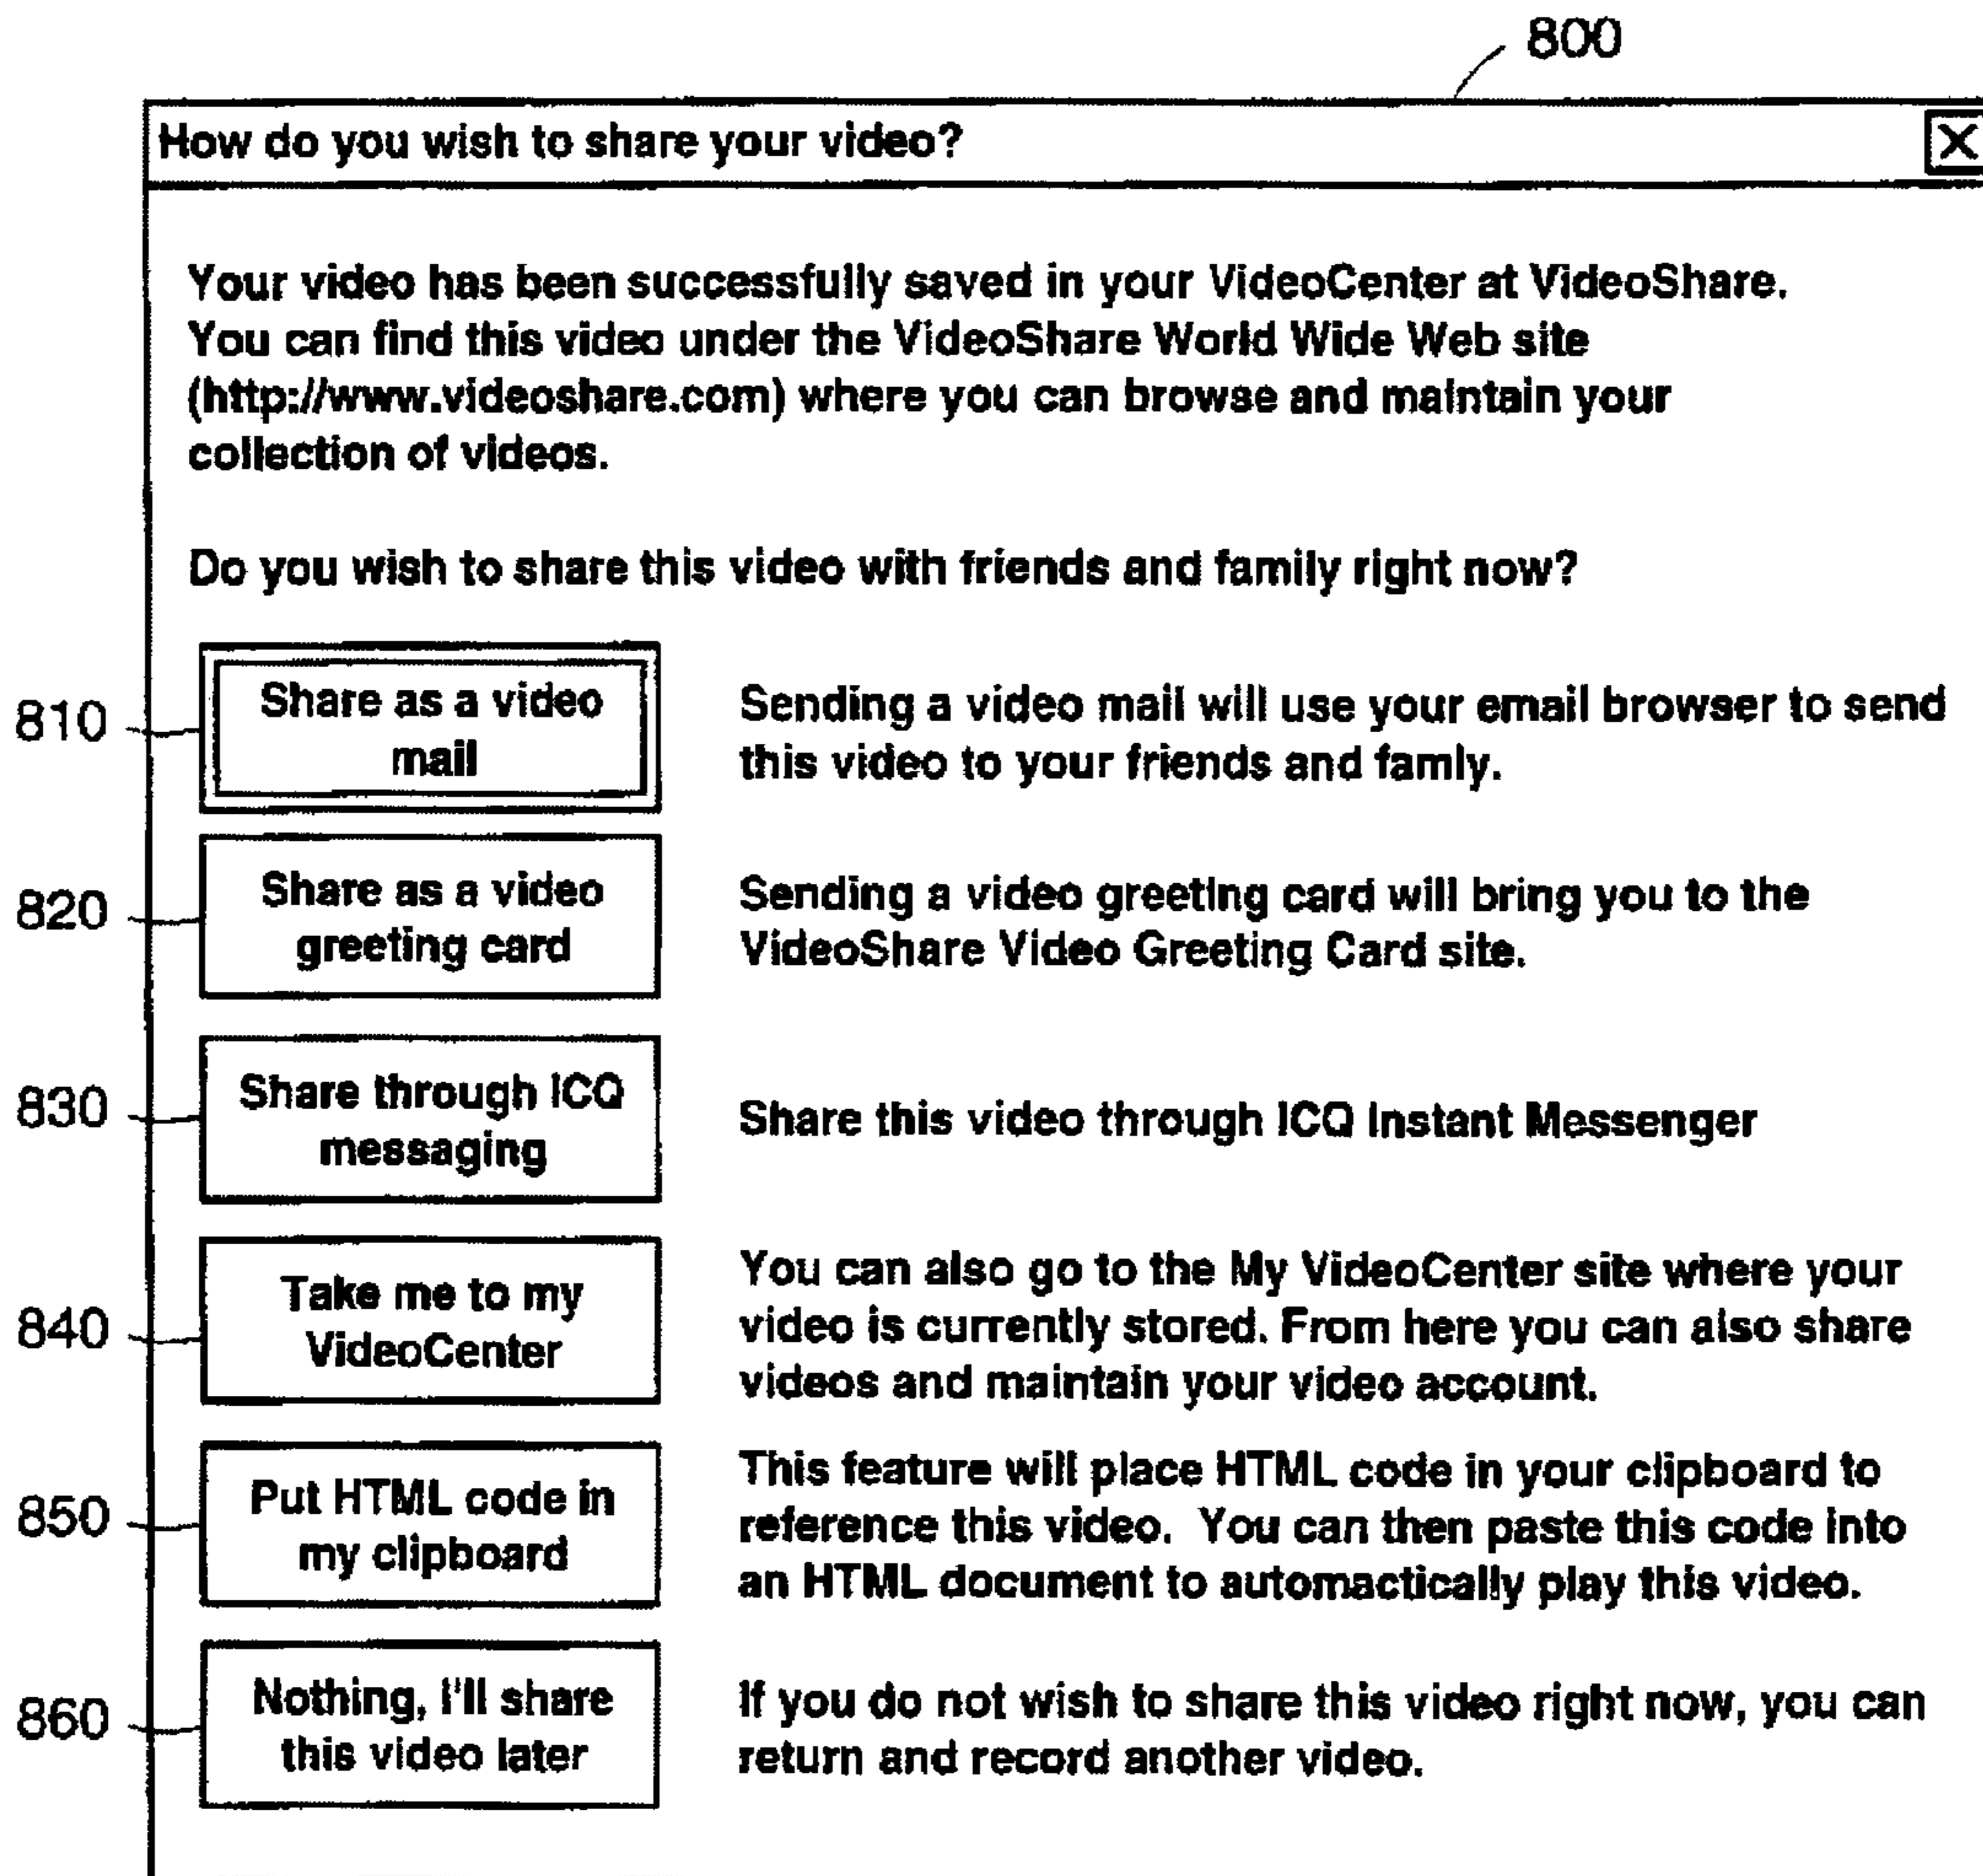 800
How do you wish to share your video?
X
Your video has been successfully saved in your VideoCenter at VideoShare.
You can find this video under the VideoShare World Wide Web site
(http://www.videoshare.com) where you can browse and maintain your
collection of videos.
Do you wish to share this video with friends and family right now?
810
Share as a video
mail
Sending a video mail will use your email browser to send
this video to your friends and famly.
820
Share as a video
greeting card
Sending a video greeting card will bring you to the
VideoShare Video Greeting Card site.
830
Share through ICQ
messaging
Share this video through ICQ Instant Messenger
840
Take me to my
VideoCenter
You can also go to the My VideoCenter site where your
video is currently stored. From here you can also share
videos and maintain your video account.
850
Put HTML code in
my clipboard
This feature will place HTML code in your clipboard to
reference this video. You can then paste this code into
an HTML document to automactically play this video.
860
Nothing, I'll share
this video later
If you do not wish to share this video right now, you can
return and record another video.